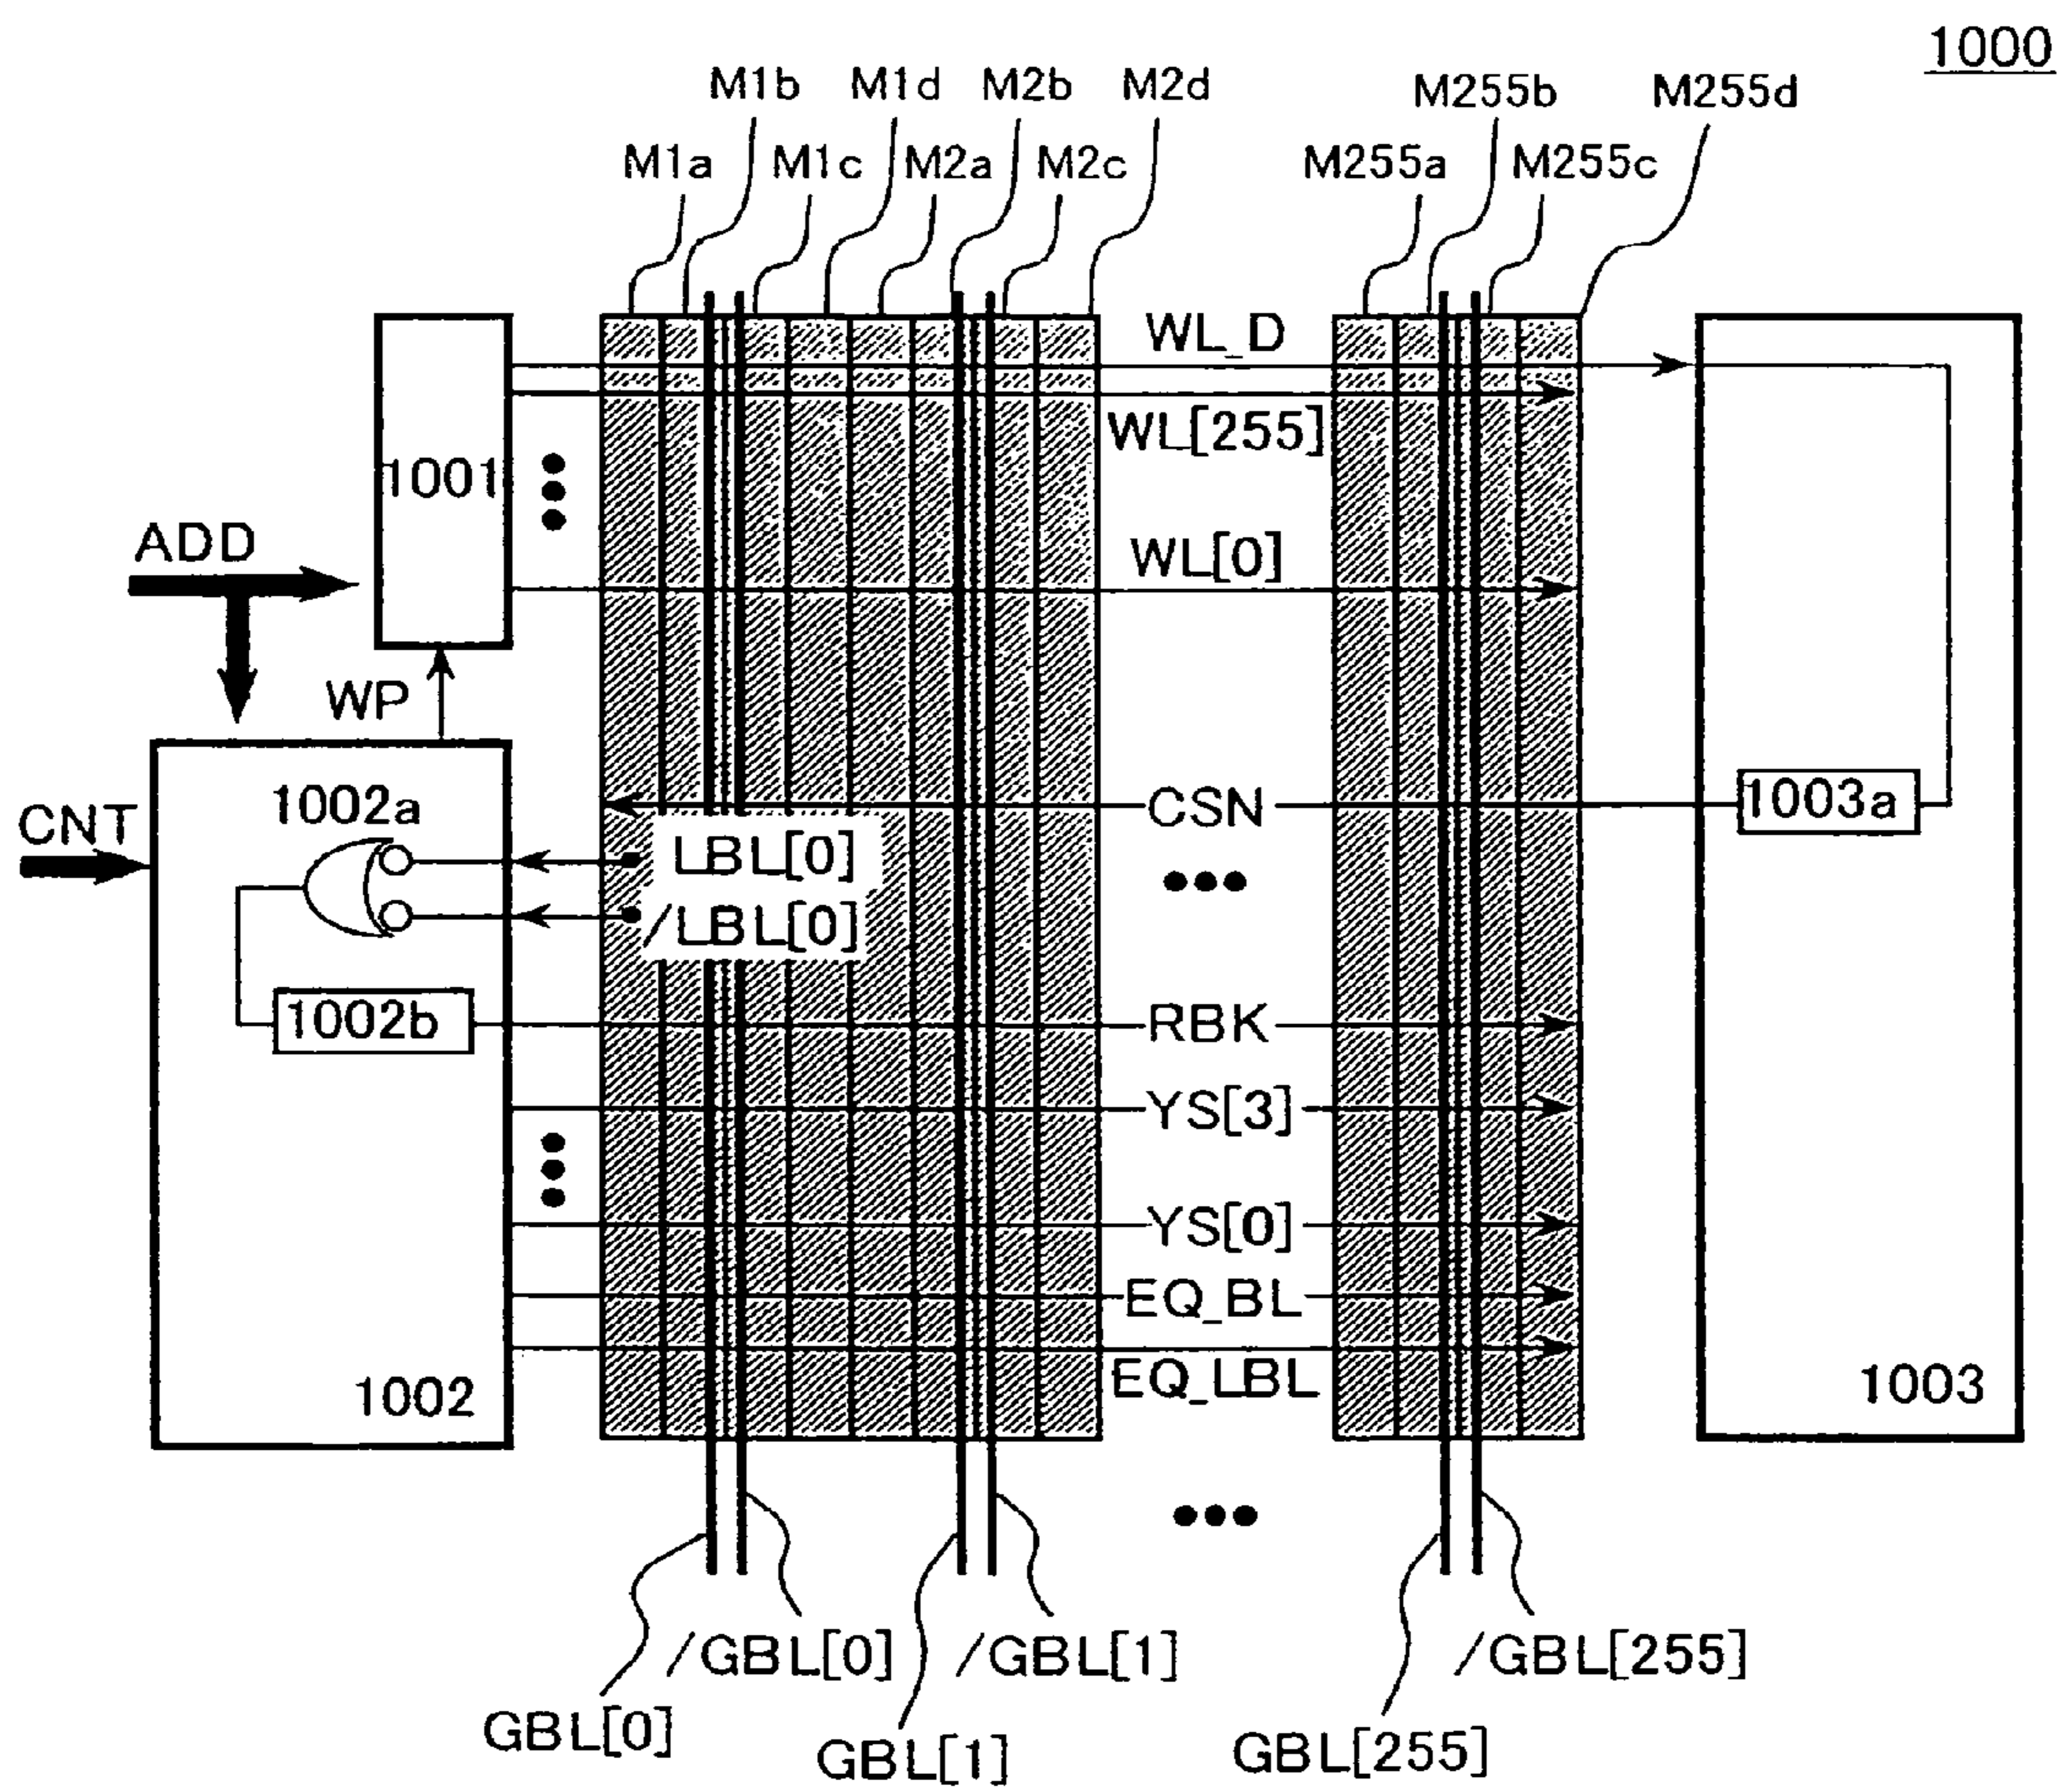 1000
M1b M1d M2b M2d M255b M255d
M1a M1c M2a M2c M255a M255c
WL_D
WL[255]
1001
ADD
WL[0]
WP
CNT
1002a
CSN
1003a
LBL[0]
/LBL[0]
1002b
RBK
YS[3]
YS[0]
EQ_BL
EQ_LBL
1002
1003
/GBL[0] /GBL[1] /GBL[255]
GBL[0] GBL[1] GBL[255]